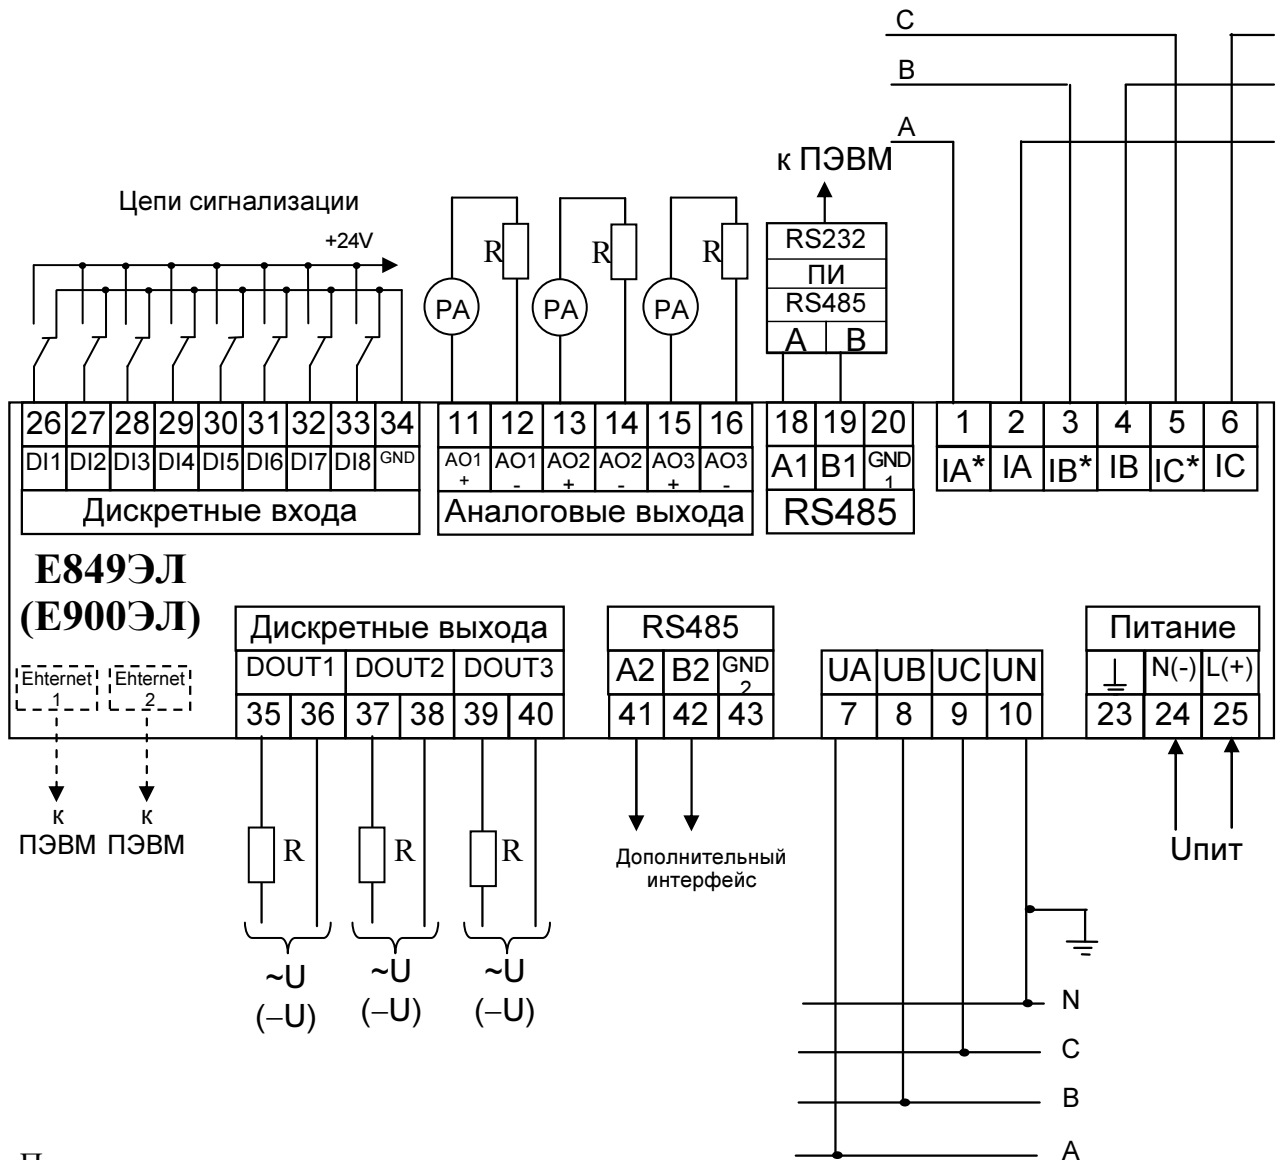 C
B
A
к ПЭВМ
Цепи сигнализации
+24V
R R R
RS232
ПИ
RS485
A B
PA PA PA
26 27 28 29 30 31 32 33 34
DI1 DI2 DI3 DI4 DI5 DI6 DI7 DI8 GND
Дискретные входа
11 12 13 14 15 16
AO1 + AO1 - AO2 + AO2 - AO3 + AO3 -
Аналоговые выхода
18 19 20
A1 B1 GND 1
RS485
1 2 3 4 5 6
IA* IA IB* IB IC* IC
Е849ЭЛ
(Е900ЭЛ)
Ehternet 1
Ehternet 2
к ПЭВМ
к ПЭВМ
Дискретные выхода
DOUT1 DOUT2 DOUT3
35 36 37 38 39 40
R R R
~U ~U ~U
(–U) (–U) (–U)
RS485
A2 B2 GND 2
41 42 43
Дополнительный
интерфейс
UA UB UC UN
7 8 9 10
Питание
N(-) L(+)
23 24 25
Uпит
N
C
B
A